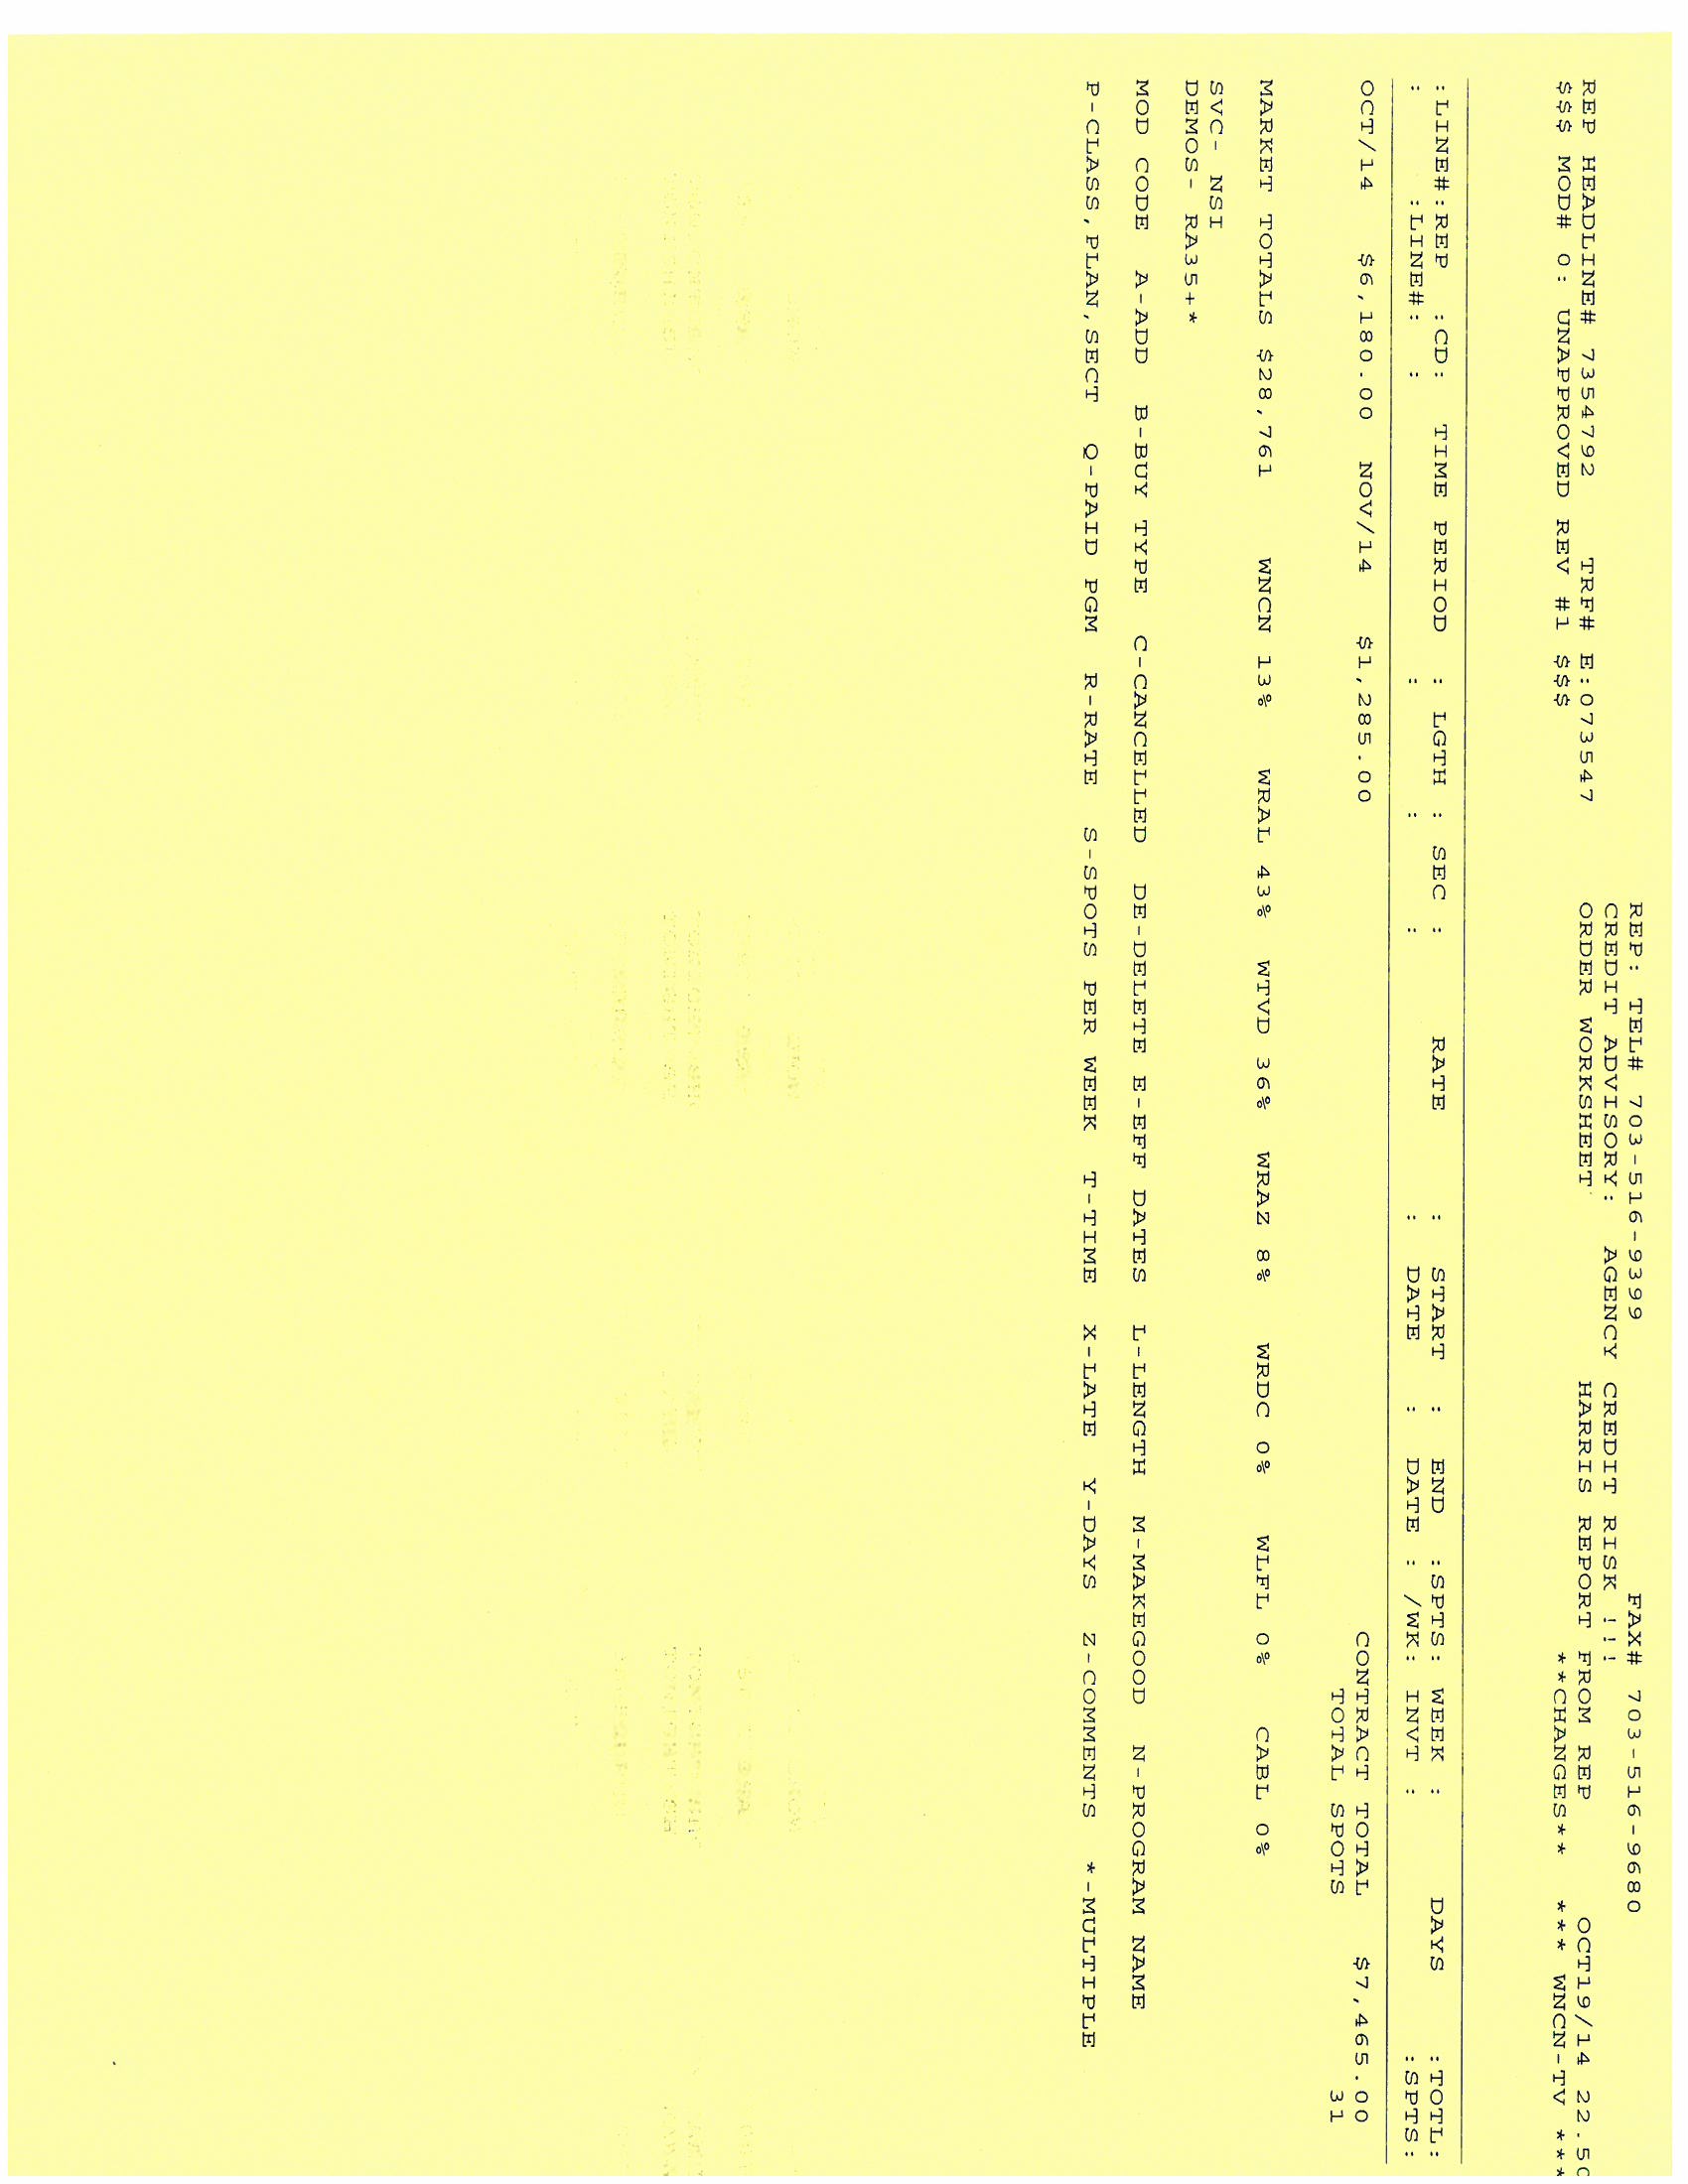 REP: TEL# 703-516-9399 FAX# 703-516-9680
CREDIT ADVISORY: AGENCY CREDIT RISK !!!
REP HEADLINE# 7354792 TRF# E:073547 ORDER WORKSHEET HARRIS REPORT FROM REP OCT19/14 22.50
$$$ MOD# 0: UNAPPROVED REV #1 $$$ **CHANGES** *** WNCN-TV ***
:LINE#:REP :CD: TIME PERIOD : LGTH : SEC : RATE : START : END :SPTS: WEEK : DAYS :TOTL:
: :LINE#: : : : : : DATE : DATE : /WK: INVT : :SPTS:
OCT/14 $6,180.00 NOV/14 $1,285.00 CONTRACT TOTAL $7,465.00
TOTAL SPOTS 31
MARKET TOTALS $28,761 WNCN 13% WRAL 43% WTVD 36% WRAZ 8% WRDC 0% WLFL 0% CABL 0%
SVC- NSI
DEMOS- RA35+*
MOD CODE A-ADD B-BUY TYPE C-CANCELLED DE-DELETE E-EFF DATES L-LENGTH M-MAKEGOOD N-PROGRAM NAME
P-CLASS,PLAN,SECT Q-PAID PGM R-RATE S-SPOTS PER WEEK T-TIME X-LATE Y-DAYS Z-COMMENTS *-MULTIPLE